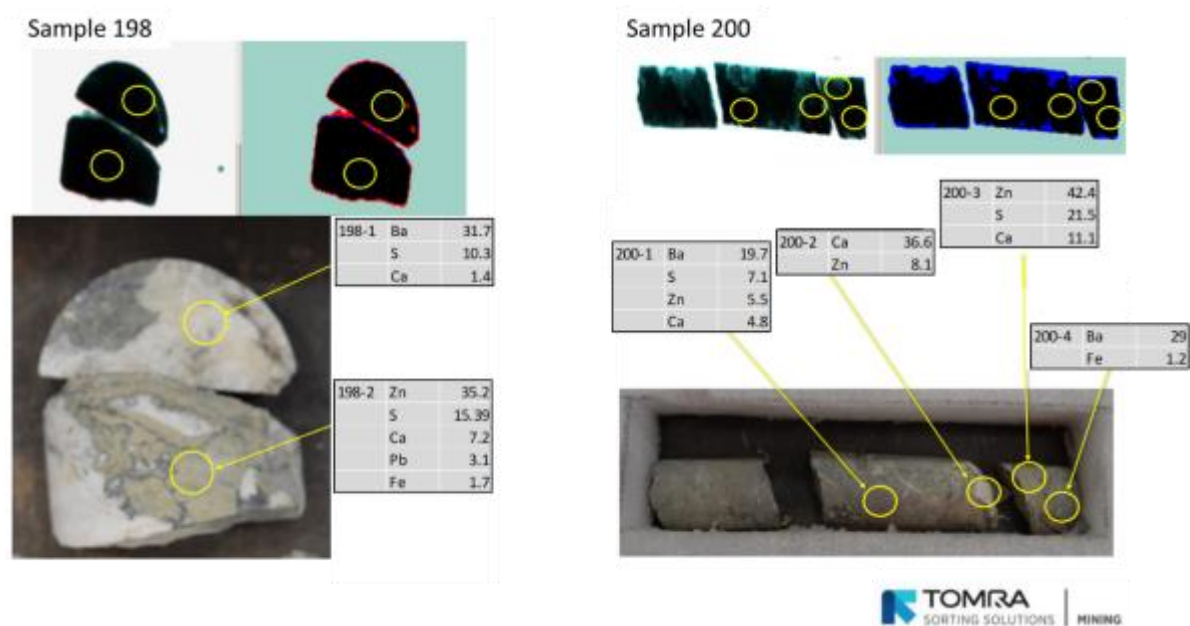 Sample 198
Sample 200
198-1 Ba 31.7
S 10.3
Ca 1.4
198-2 Zn 35.2
S 15.39
Ca 7.2
Pb 3.1
Fe 1.7
200-1 Ba 19.7
S 7.1
Zn 5.5
Ca 4.8
200-2 Ca 36.6
Zn 8.1
200-3 Zn 42.4
S 21.5
Ca 11.1
200-4 Ba 29
Fe 1.2
TOMRA
SORTING SOLUTIONS | MINING